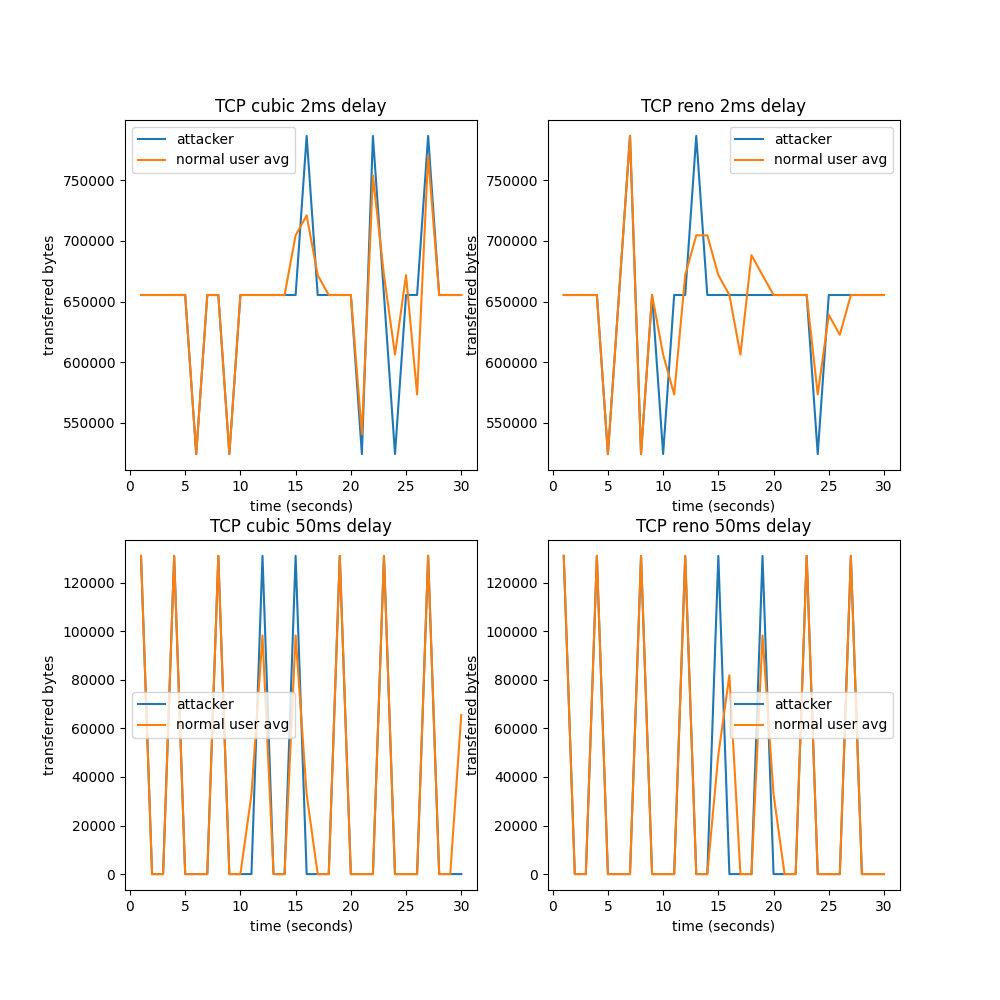 TCP cubic 2ms delay
attacker
normal user avg
transferred bytes
750000
700000
650000
600000
550000
0 5 10 15 20 25 30
time (seconds)
TCP reno 2ms delay
attacker
normal user avg
transferred bytes
750000
700000
650000
600000
550000
0 5 10 15 20 25 30
time (seconds)
TCP cubic 50ms delay
attacker
normal user avg
transferred bytes
120000
100000
80000
60000
40000
20000
0
0 5 10 15 20 25 30
time (seconds)
TCP reno 50ms delay
attacker
normal user avg
transferred bytes
120000
100000
80000
60000
40000
20000
0
0 5 10 15 20 25 30
time (seconds)